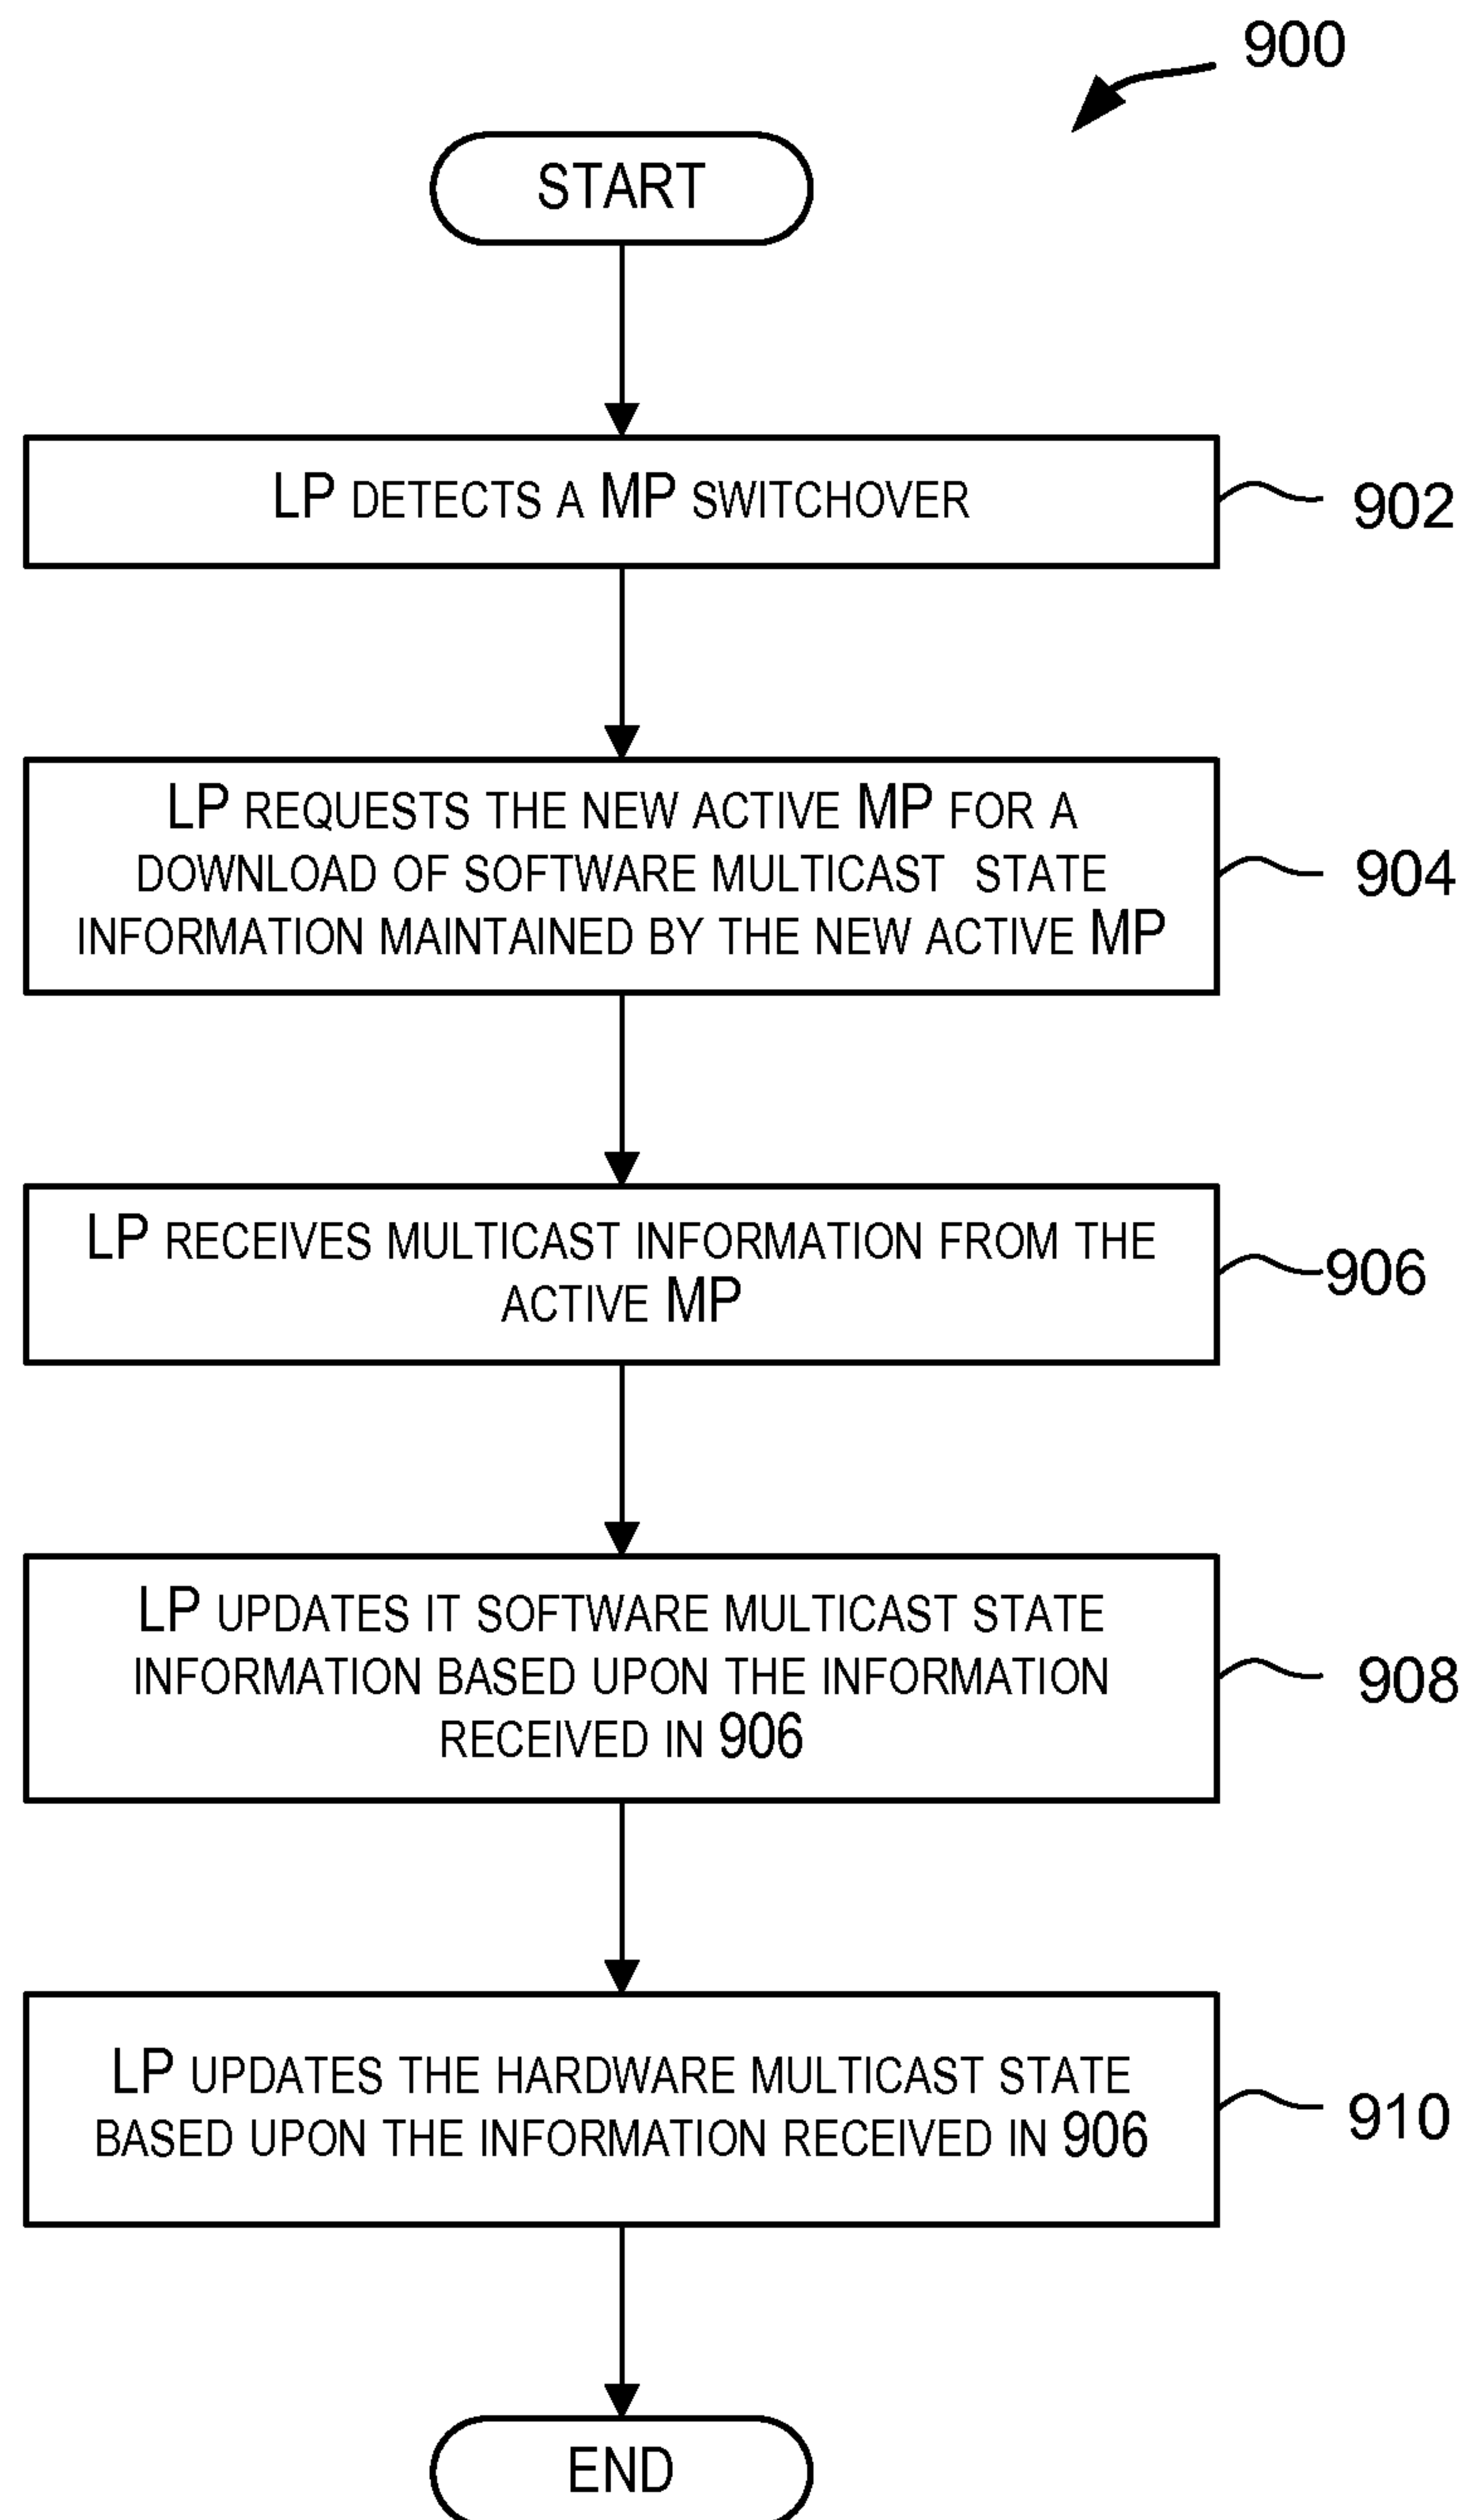 900
START
LP DETECTS A MP SWITCHOVER
902
LP REQUESTS THE NEW ACTIVE MP FOR A
DOWNLOAD OF SOFTWARE MULTICAST STATE
INFORMATION MAINTAINED BY THE NEW ACTIVE MP
904
LP RECEIVES MULTICAST INFORMATION FROM THE
ACTIVE MP
906
LP UPDATES IT SOFTWARE MULTICAST STATE
INFORMATION BASED UPON THE INFORMATION
RECEIVED IN 906
908
LP UPDATES THE HARDWARE MULTICAST STATE
BASED UPON THE INFORMATION RECEIVED IN 906
910
END